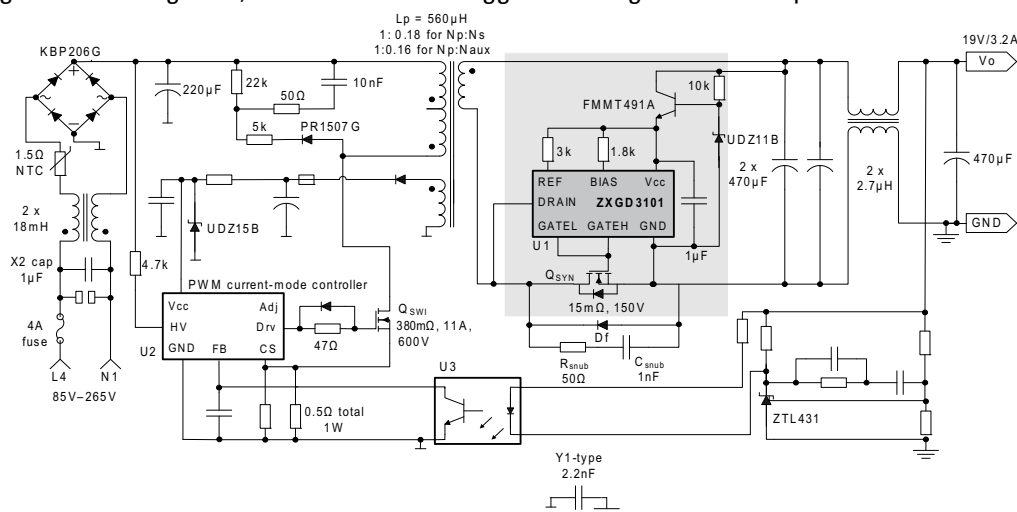 Lp = 560µH
1: 0.18 for Np:Ns
1:0.16 for Np:Naux
KBP206G
19V/3.2A
Vo
220µF
22k
10nF
50Ω
5k
PR1507G
10k
FMMT491A
UDZ11B
1.5Ω
NTC
3k
1.8k
2 x
470µF
2 x
2.7µH
470µF
REF
BIAS
Vcc
DRAIN
ZXGD3101
GATEL
GATEH
GND
U1
1µF
GND
2 x
18mH
UDZ15B
X2 cap
1µF
4.7k
PWM current-mode controller
QSYN
15mΩ, 150V
Vcc
Adj
HV
Drv
GND
FB
CS
U2
47Ω
QSWI
380mΩ, 11A,
600V
Df
Rsnub
50Ω
Csnub
1nF
4A
fuse
L4
N1
85V–265V
U3
0.5Ω total
1W
ZTL431
Y1-type
2.2nF